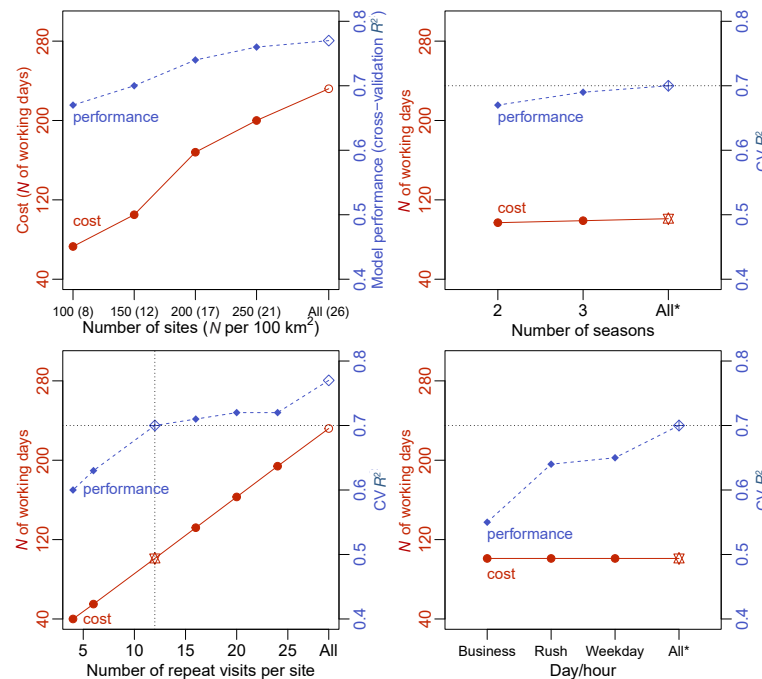 Cost (N of working days)
40 120 200 280
performance
cost
0.4 0.5 0.6 0.7 0.8
Model performance (cross−validation R²)
100 (8) 150 (12) 200 (17) 250 (21) All (26)
Number of sites (N per 100 km²)
N of working days
40 120 200 280
performance
cost
0.4 0.5 0.6 0.7 0.8
CV R²
2 3 All*
Number of seasons
N of working days
40 120 200 280
performance
cost
0.4 0.5 0.6 0.7 0.8
CV R²
5 10 15 20 25 All
Number of repeat visits per site
N of working days
40 120 200 280
performance
cost
0.4 0.5 0.6 0.7 0.8
CV R²
Business Rush Weekday All*
Day/hour